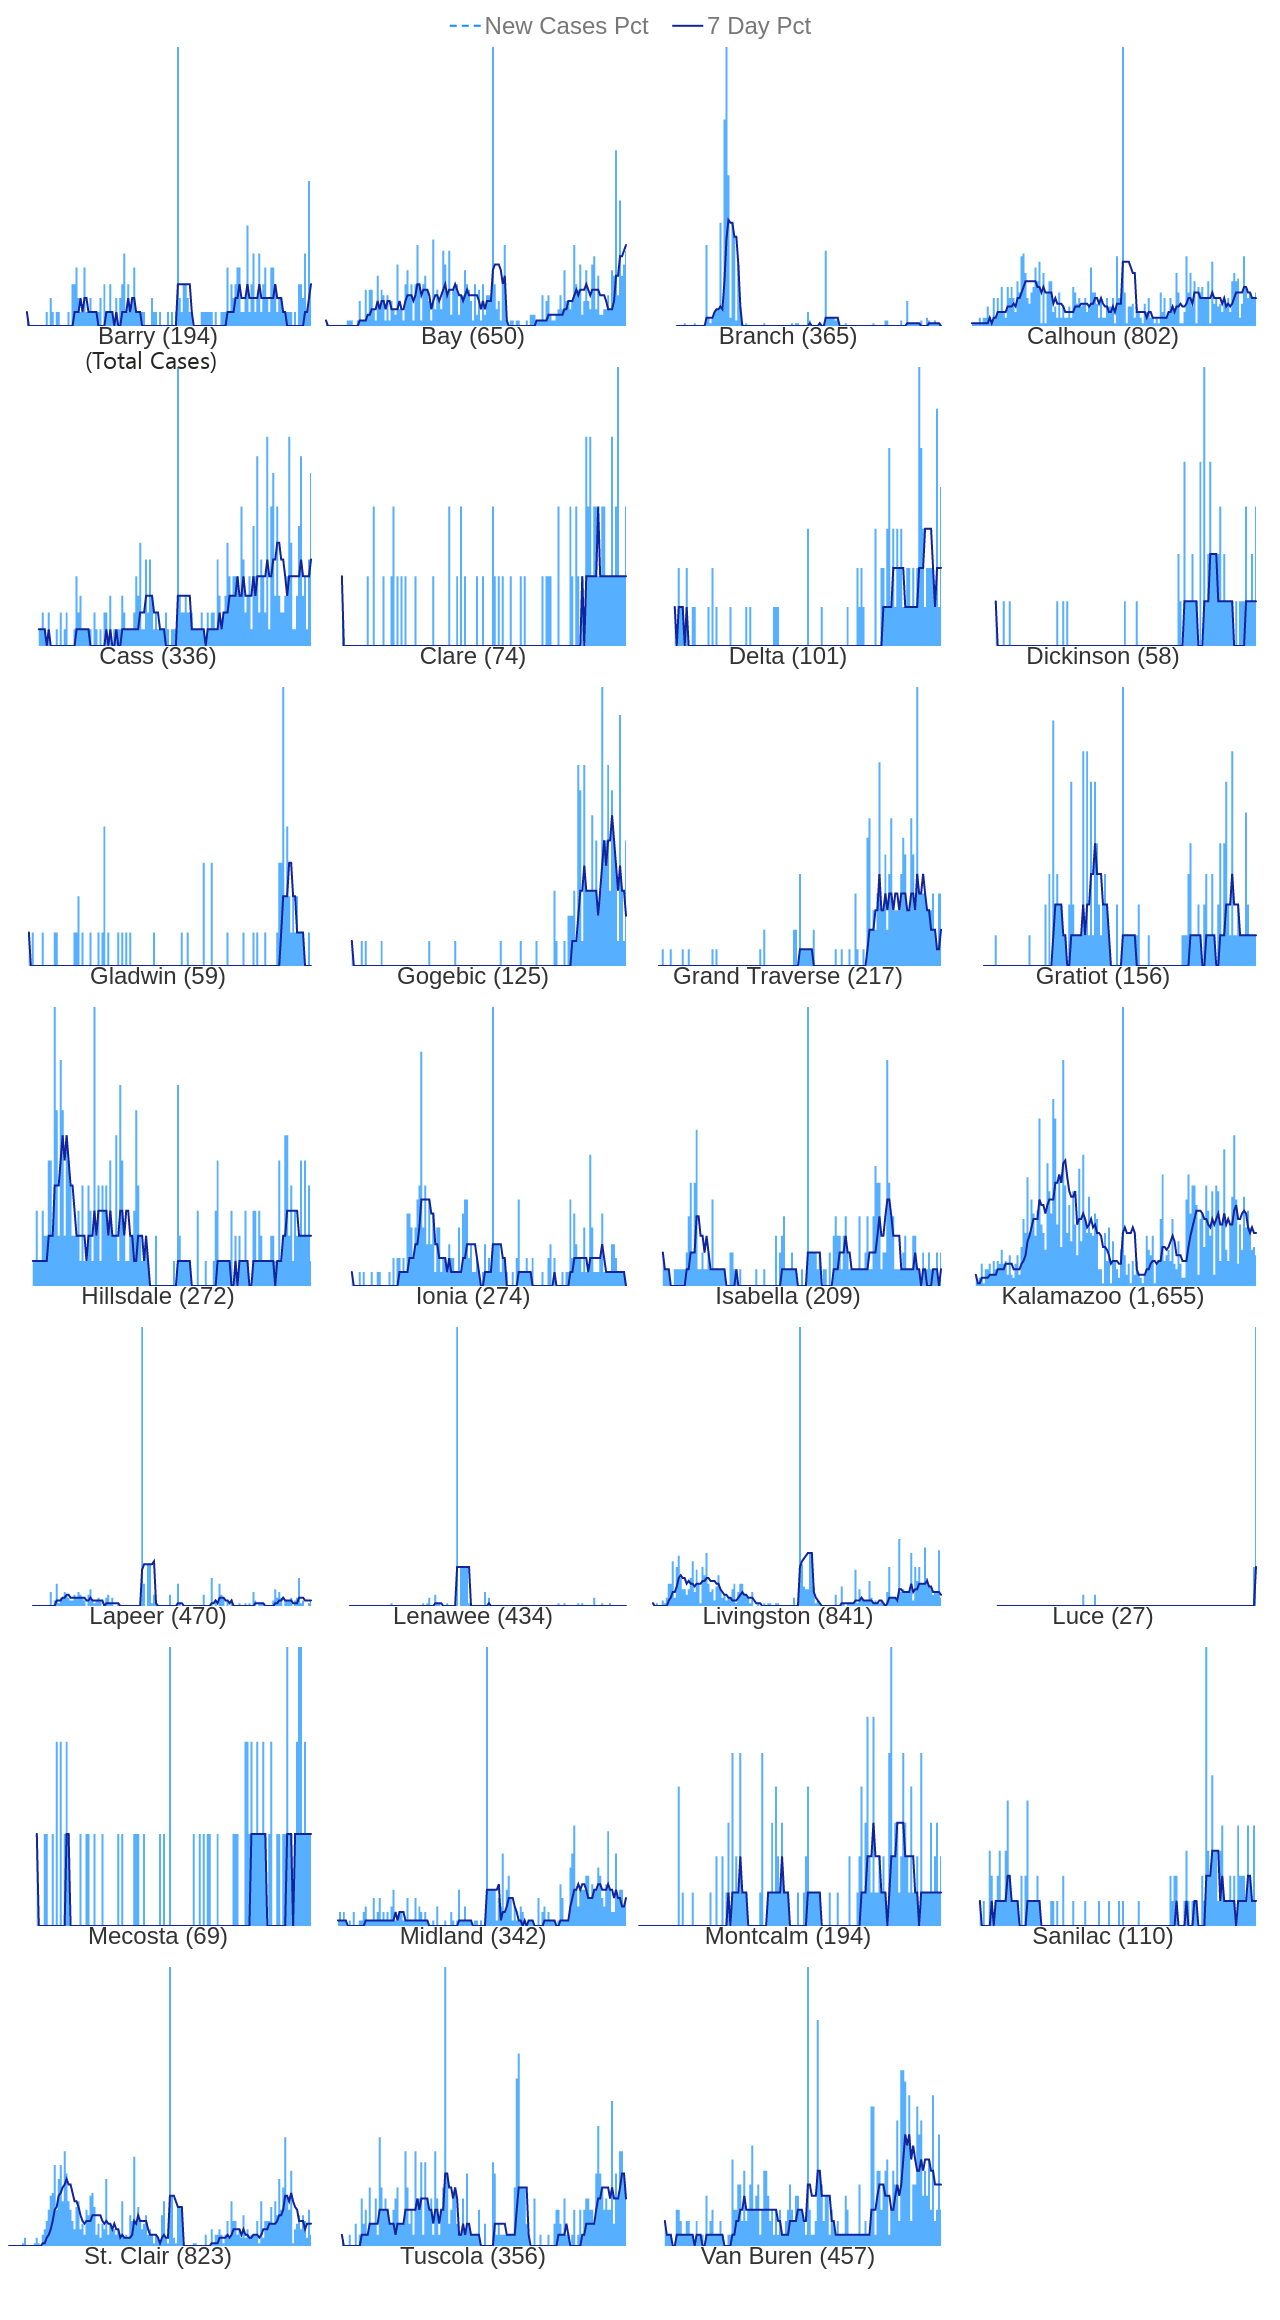 New Cases Pct 7 Day Pct
Barry (194) Bay (650) Branch (365) Calhoun (802)
(Total Cases)
Cass (336) Clare (74) Delta (101) Dickinson (58)
Gladwin (59) Gogebic (125) Grand Traverse (217) Gratiot (156)
Hillsdale (272) Ionia (274) Isabella (209) Kalamazoo (1,655)
Lapeer (470) Lenawee (434) Livingston (841) Luce (27)
Mecosta (69) Midland (342) Montcalm (194) Sanilac (110)
St. Clair (823) Tuscola (356) Van Buren (457)